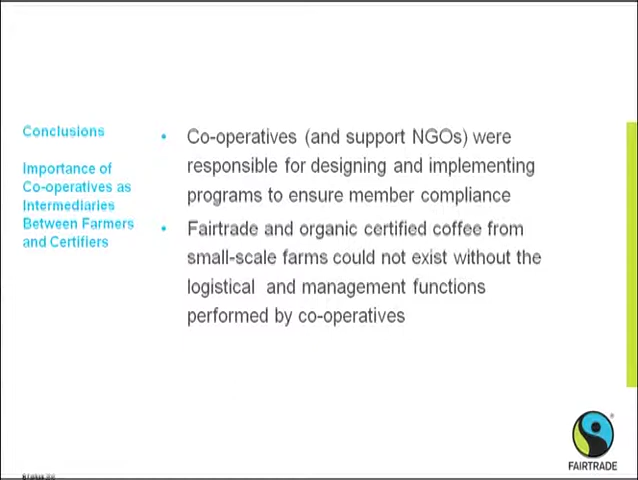 Conclusions
Importance of
Co-operatives as
Intermediaries
Between Farmers
and Certifiers
• Co-operatives (and support NGOs) were
responsible for designing and implementing
programs to ensure member compliance
• Fairtrade and organic certified coffee from
small-scale farms could not exist without the
logistical and management functions
performed by co-operatives
FAIRTRADE